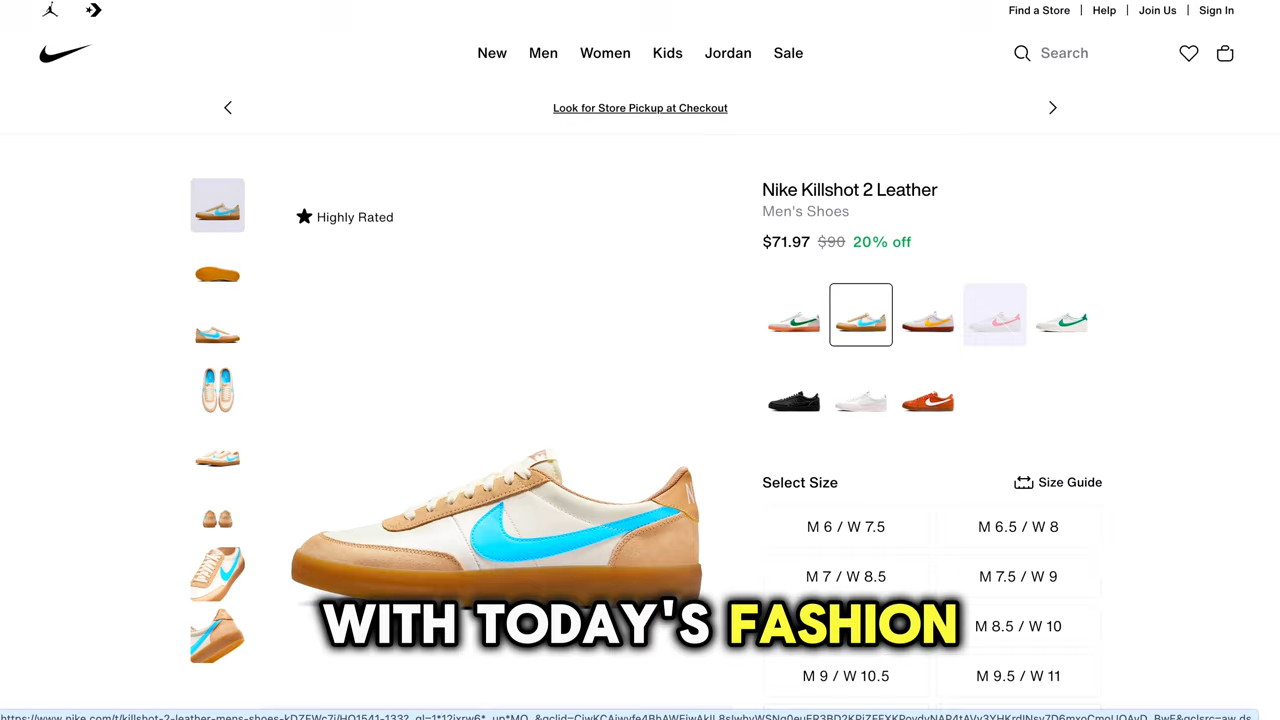 Find a Store | Help | Join Us | Sign In
New Men Women Kids Jordan Sale
Search
Look for Store Pickup at Checkout
Highly Rated
Nike Killshot 2 Leather
Men's Shoes
$71.97 $90 20% off
Select Size
Size Guide
M 6 / W 7.5
M 6.5 / W 8
M 7 / W 8.5
M 7.5 / W 9
M 8.5 / W 10
M 9 / W 10.5
M 9.5 / W 11
WITH TODAY'S FASHION